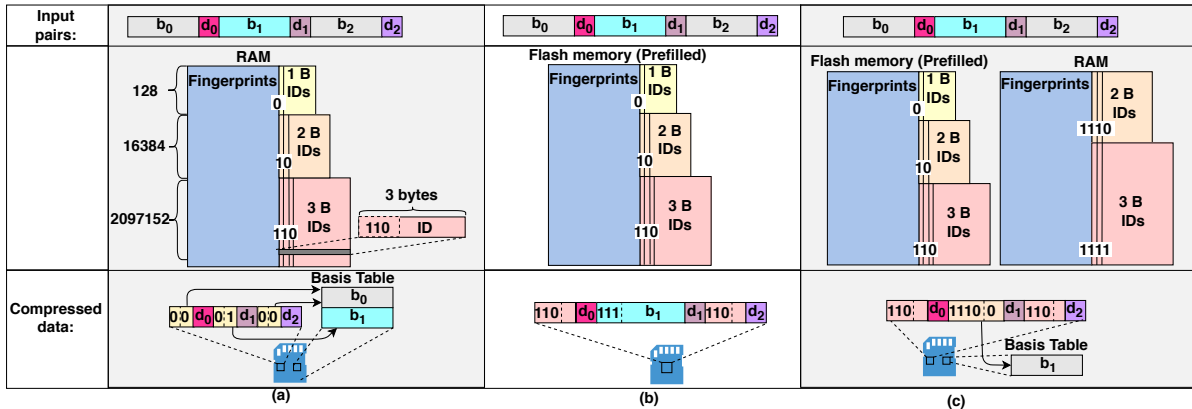 Input pairs:
b0 d0 b1 d1 b2 d2
b0 d0 b1 d1 b2 d2
b0 d0 b1 d1 b2 d2
RAM
Fingerprints
1 B IDs
0
2 B IDs
10
3 B IDs
110
128
16384
2097152
3 bytes
110 ID
Flash memory (Prefilled)
Fingerprints
1 B IDs
0
2 B IDs
10
3 B IDs
110
Flash memory (Prefilled)
Fingerprints
1 B IDs
0
2 B IDs
10
3 B IDs
110
RAM
Fingerprints
2 B IDs
1110
3 B IDs
1111
Compressed data:
Basis Table
b0
b1
0 0 d0 0 1 d1 0 0 d2
(a)
110 d0 111 b1 d1 110 d2
(b)
110 d0 1110 0 d1 110 d2
Basis Table
b1
(c)